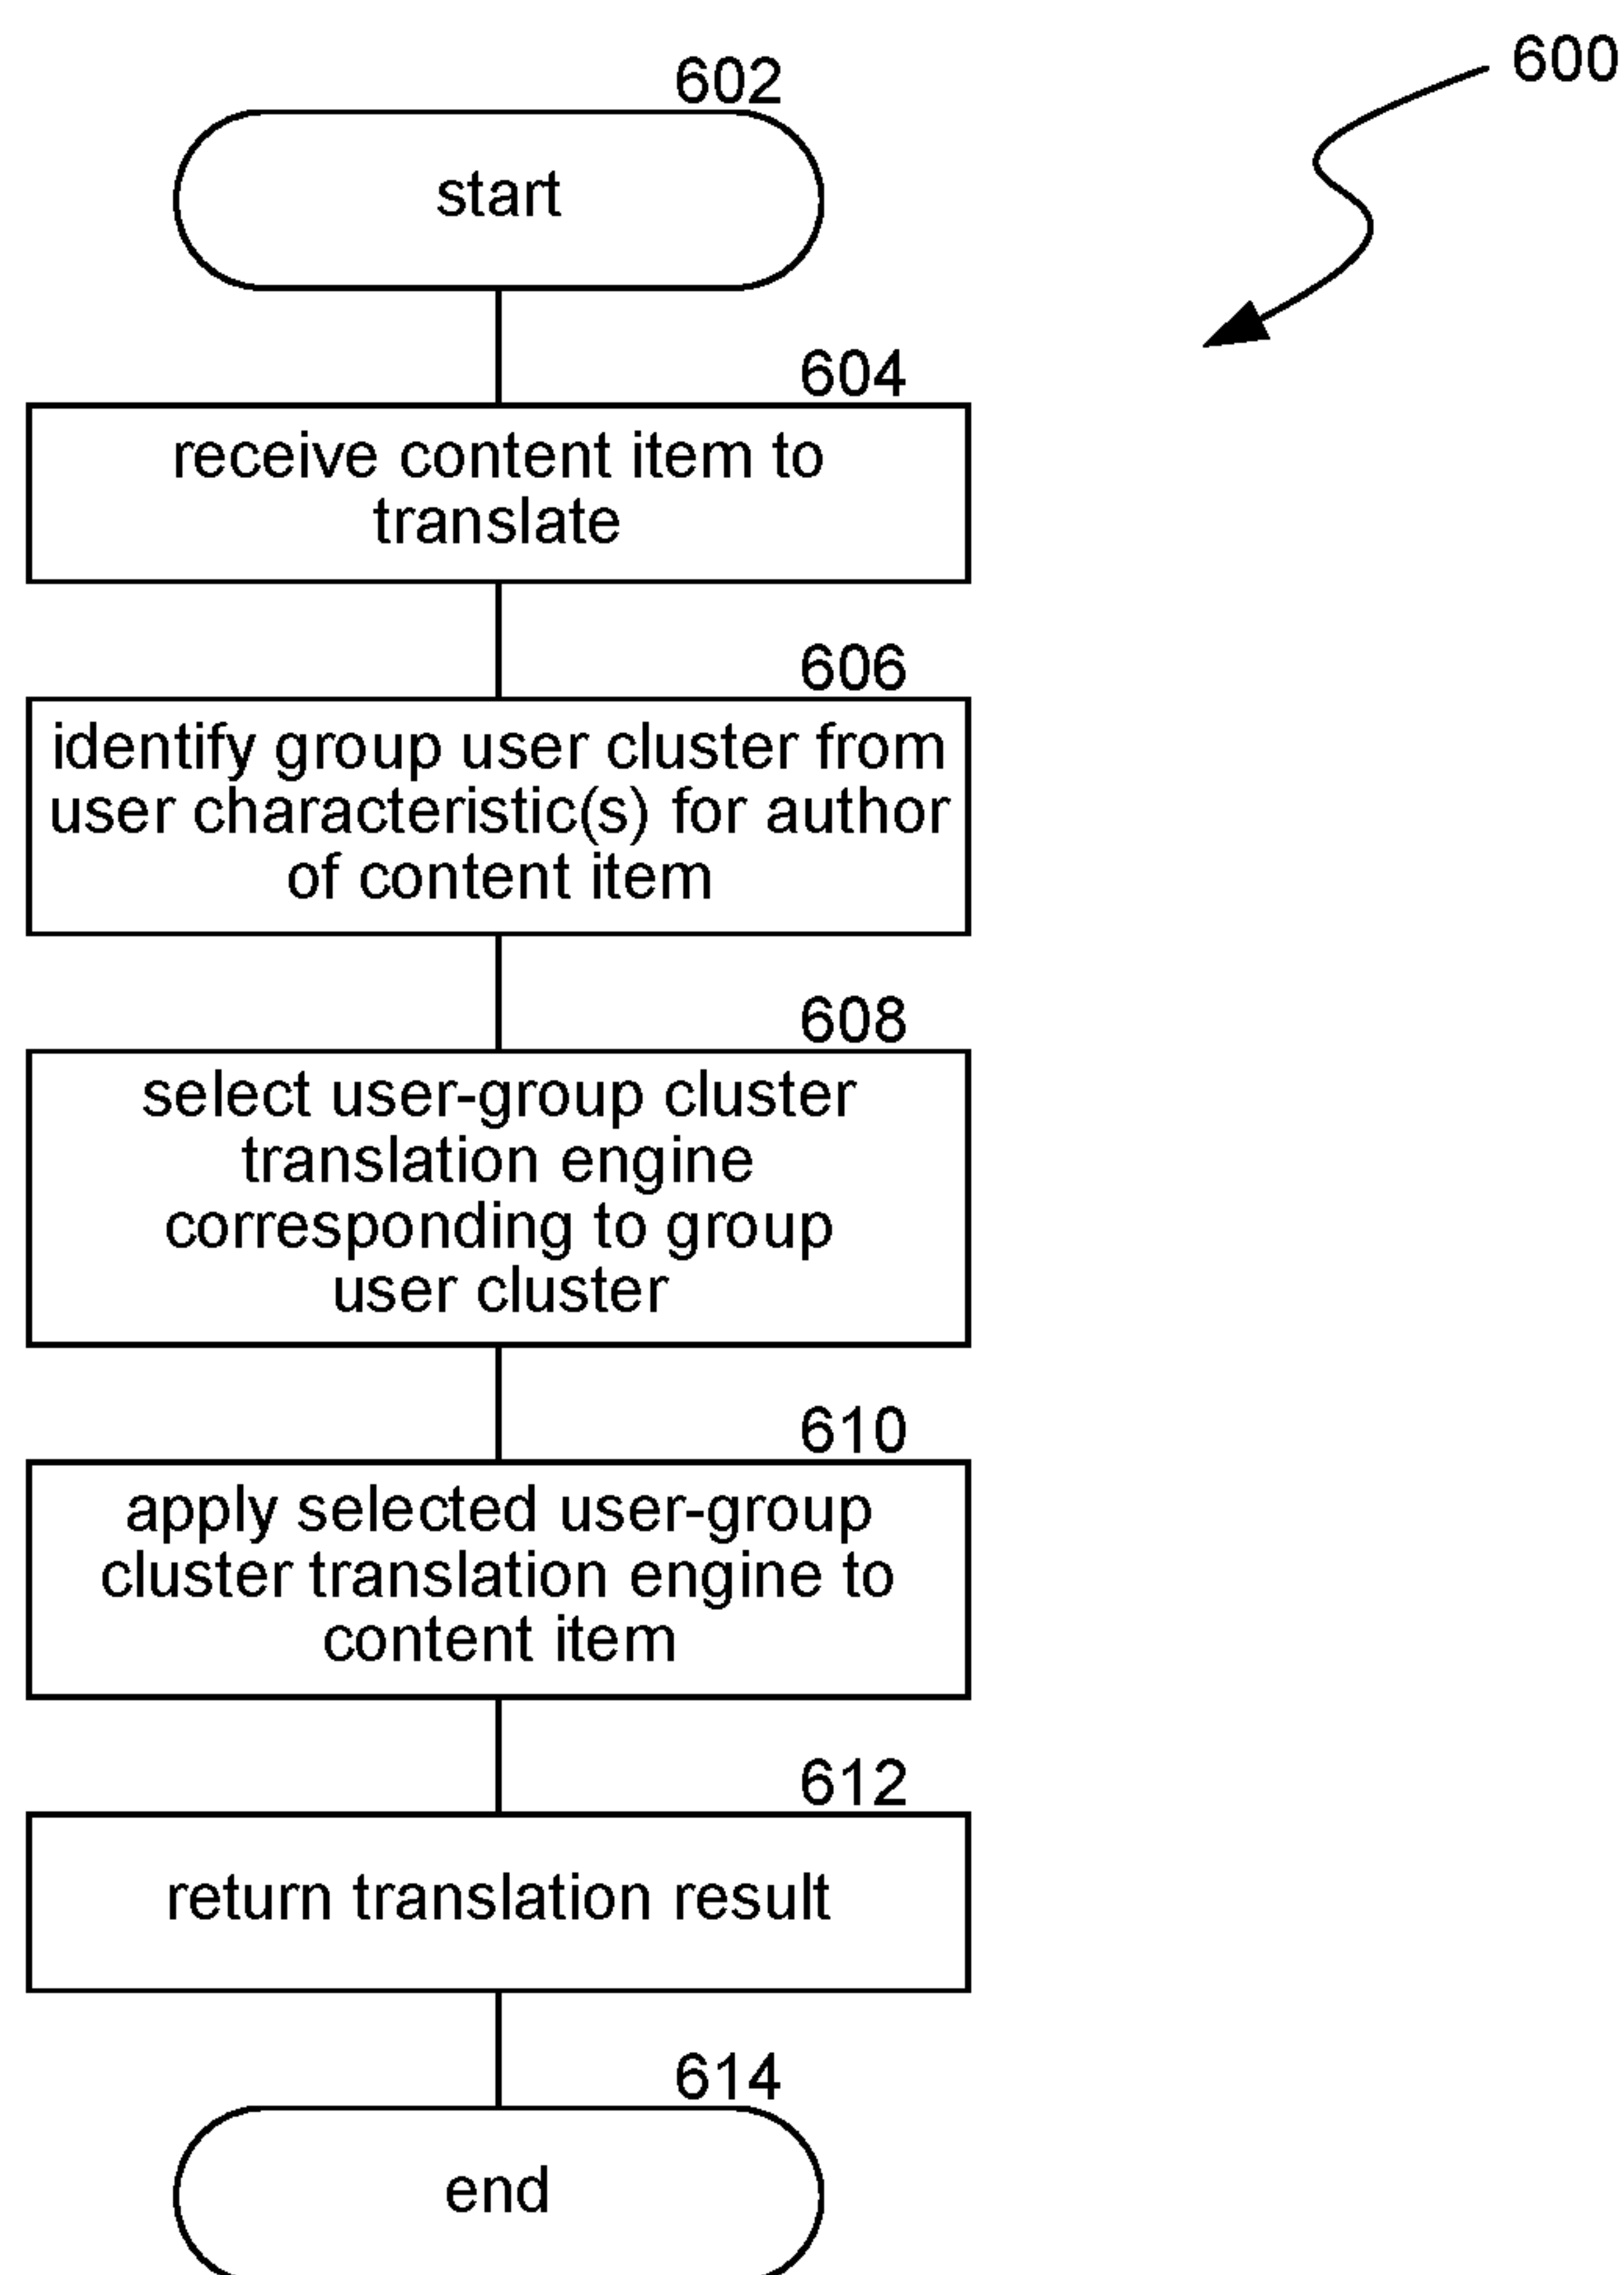 600
602
start
604
receive content item to
translate
606
identify group user cluster from
user characteristic(s) for author
of content item
608
select user-group cluster
translation engine
corresponding to group
user cluster
610
apply selected user-group
cluster translation engine to
content item
612
return translation result
614
end